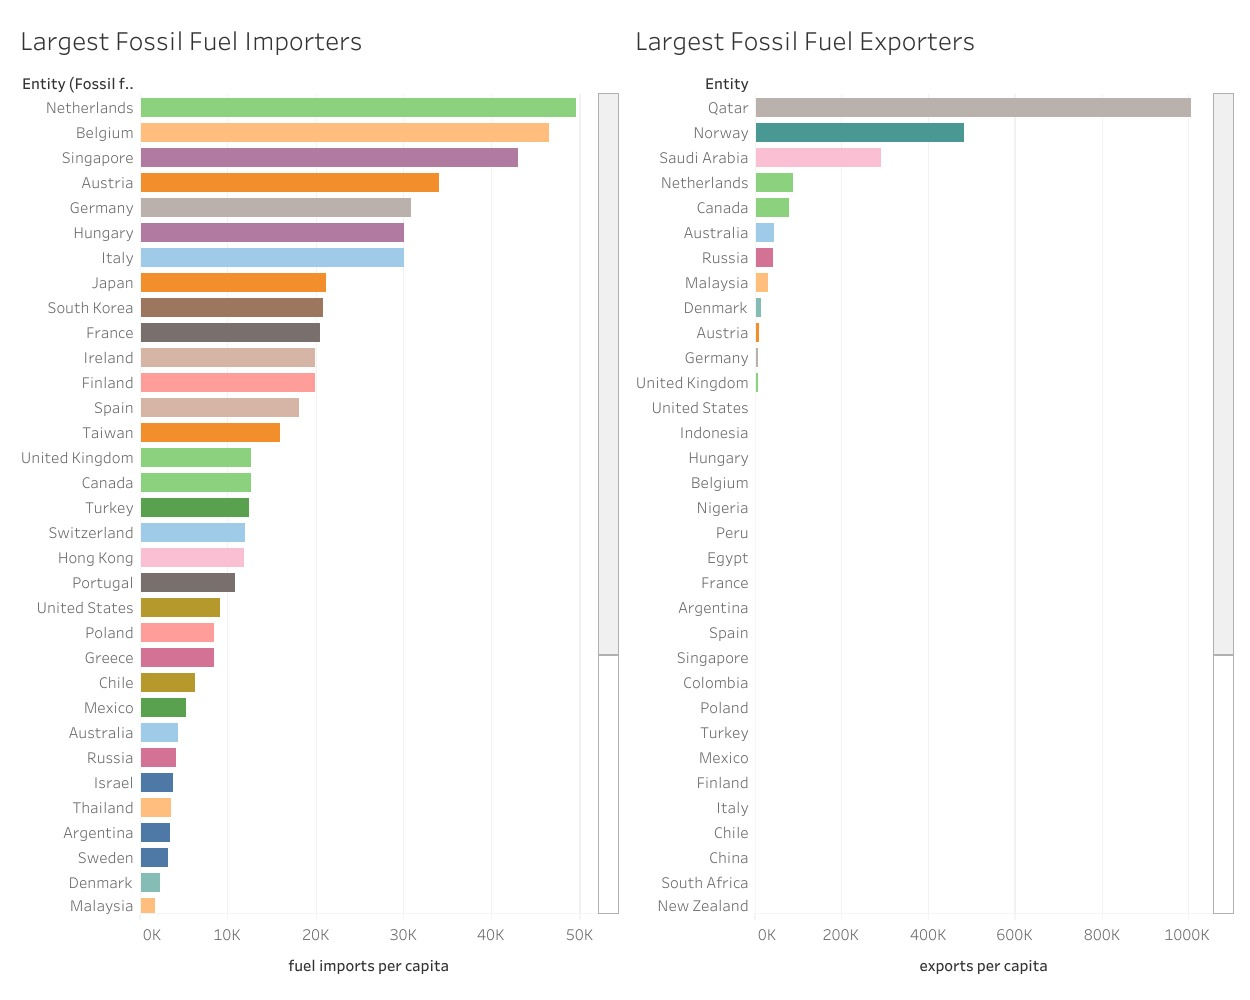 Largest Fossil Fuel Importers
Entity (Fossil f..
Netherlands
Belgium
Singapore
Austria
Germany
Hungary
Italy
Japan
South Korea
France
Ireland
Finland
Spain
Taiwan
United Kingdom
Canada
Turkey
Switzerland
Hong Kong
Portugal
United States
Poland
Greece
Chile
Mexico
Australia
Russia
Israel
Thailand
Argentina
Sweden
Denmark
Malaysia
0K 10K 20K 30K 40K 50K
fuel imports per capita
Largest Fossil Fuel Exporters
Entity
Qatar
Norway
Saudi Arabia
Netherlands
Canada
Australia
Russia
Malaysia
Denmark
Austria
Germany
United Kingdom
United States
Indonesia
Hungary
Belgium
Nigeria
Peru
Egypt
France
Argentina
Spain
Singapore
Colombia
Poland
Turkey
Mexico
Finland
Italy
Chile
China
South Africa
New Zealand
0K 200K 400K 600K 800K 1000K
exports per capita